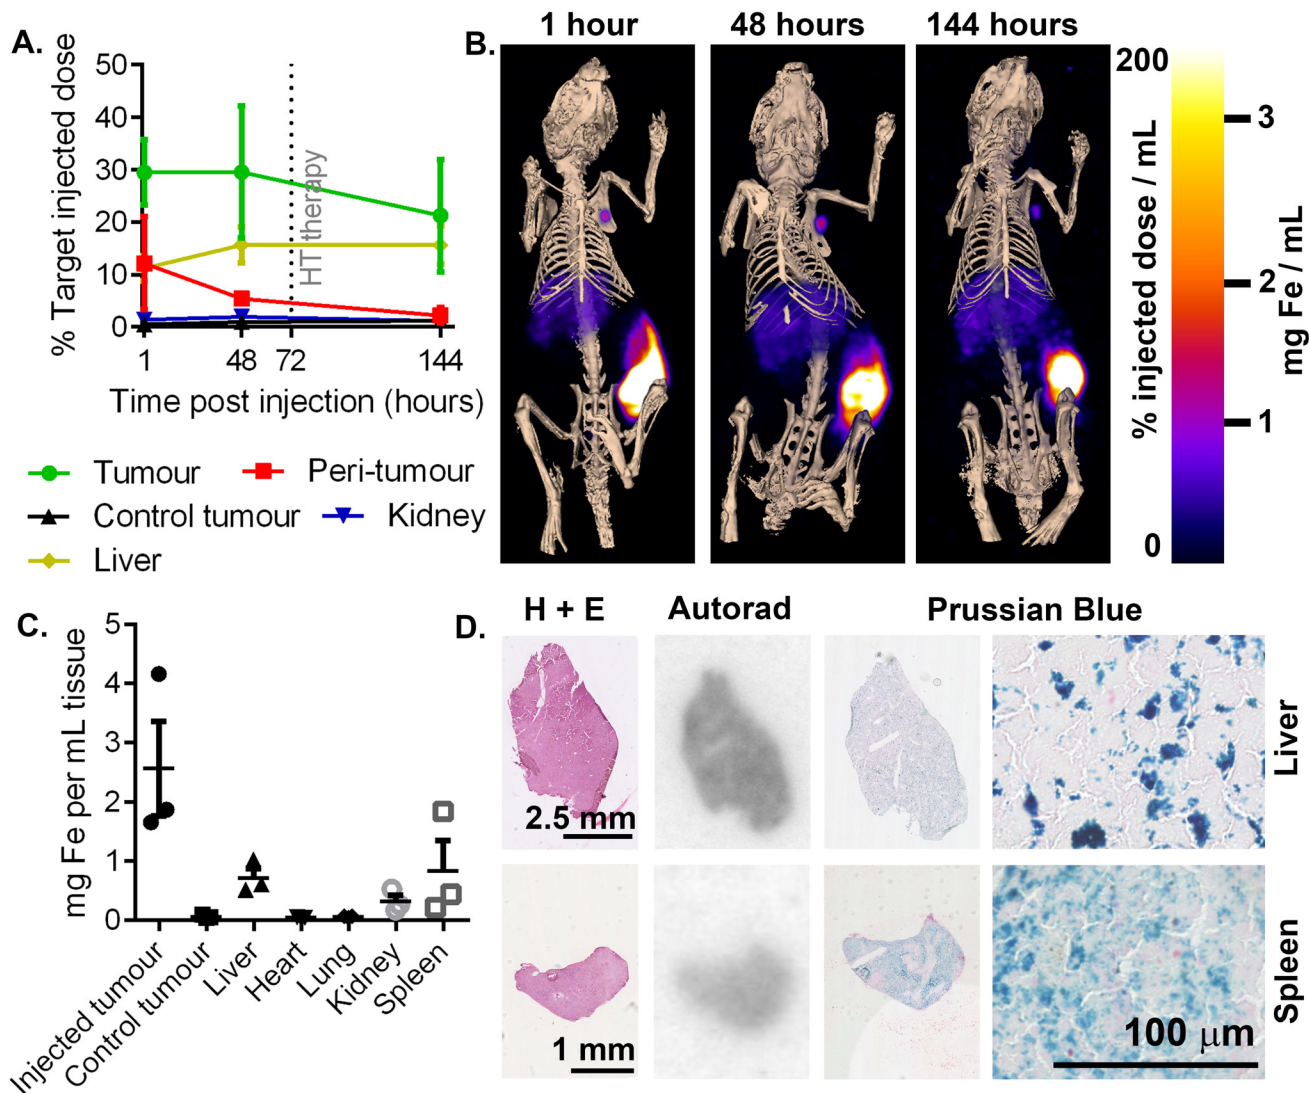 A.
% Target injected dose
50
40
30
20
10
0
HT therapy
1
48
72
144
Time post injection (hours)
Tumour
Peri-tumour
Control tumour
Kidney
Liver
B.
1 hour
48 hours
144 hours
200
0
% injected dose / mL
3
2
1
mg Fe / mL
C.
mg Fe per mL tissue
5
4
3
2
1
0
Injected tumour
Control tumour
Liver
Heart
Lung
Kidney
Spleen
D.
H + E
Autorad
Prussian Blue
2.5 mm
Liver
1 mm
100 μm
Spleen